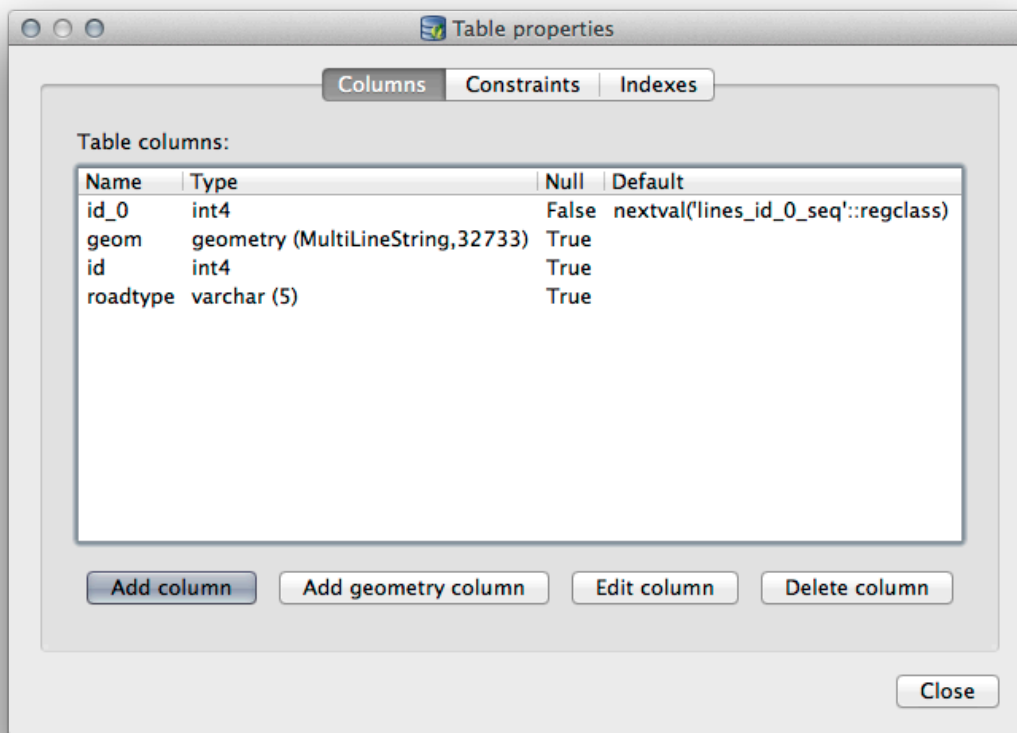 Table properties
Columns Constraints Indexes
Table columns:
Name Type Null Default
id_0 int4 False nextval('lines_id_0_seq'::regclass)
geom geometry (MultiLineString,32733) True
id int4 True
roadtype varchar (5) True
Add column Add geometry column Edit column Delete column
Close